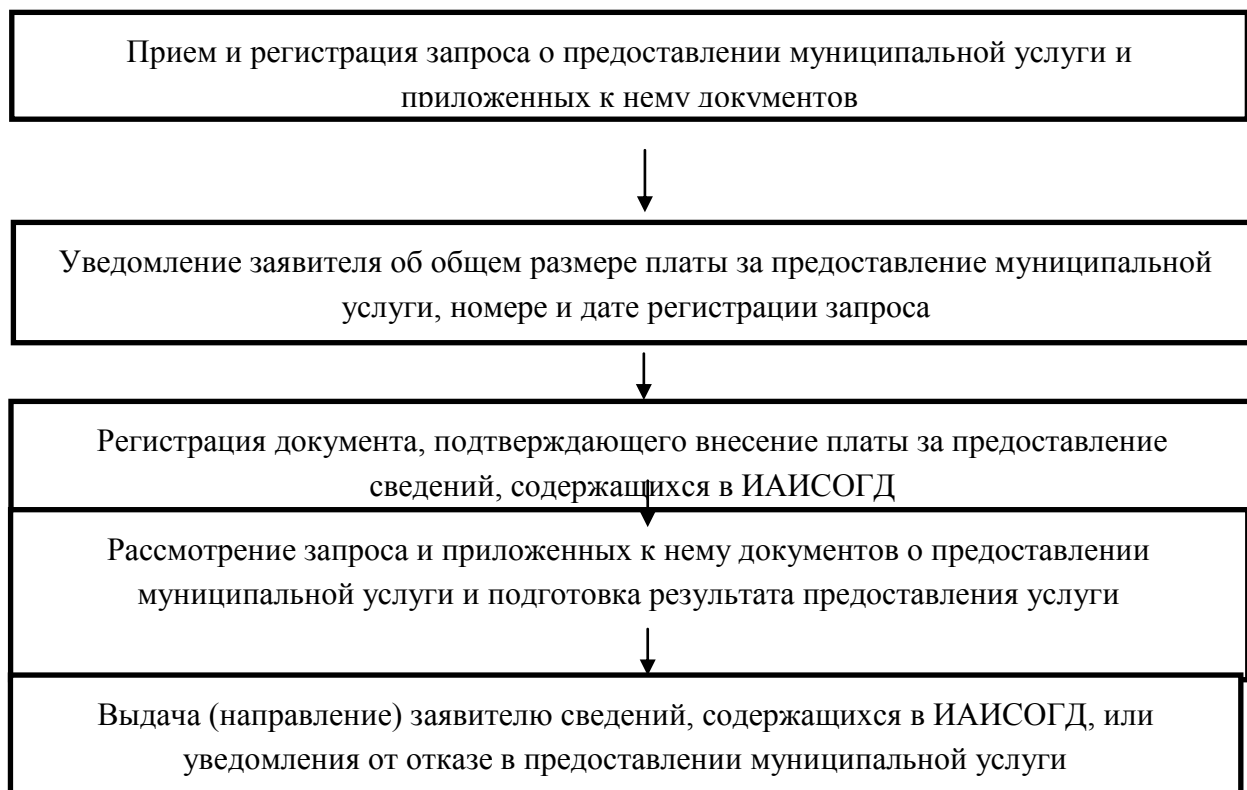 Прием и регистрация запроса о предоставлении муниципальной услуги и
приложенных к нему документов
Уведомление заявителя об общем размере платы за предоставление муниципальной
услуги, номере и дате регистрации запроса
Регистрация документа, подтверждающего внесение платы за предоставление
сведений, содержащихся в ИАИСОГД
Рассмотрение запроса и приложенных к нему документов о предоставлении
муниципальной услуги и подготовка результата предоставления услуги
Выдача (направление) заявителю сведений, содержащихся в ИАИСОГД, или
уведомления от отказе в предоставлении муниципальной услуги